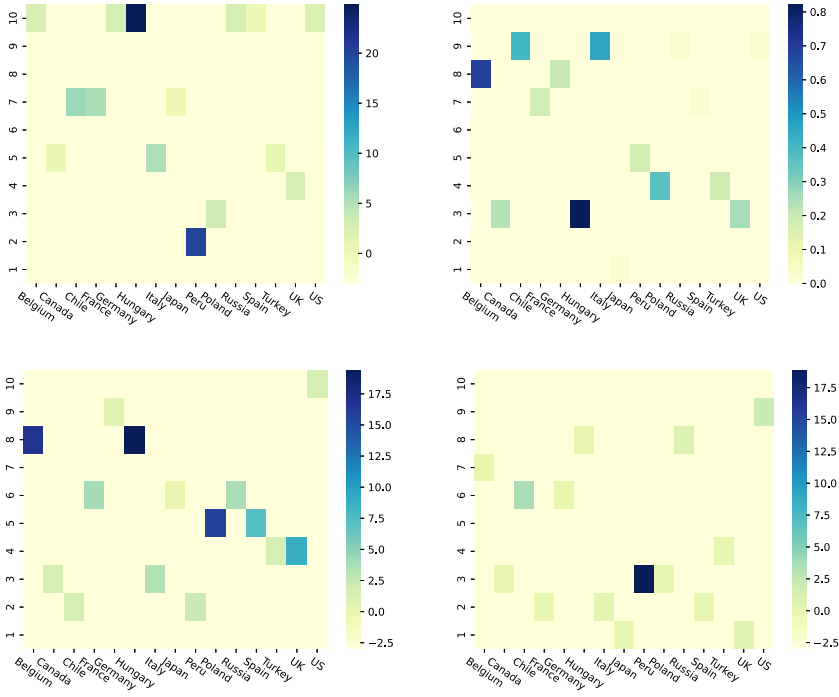 10
9
8
7
6
5
4
3
2
1
Belgium
Canada
Chile
France
Germany
Hungary
Italy
Japan
Peru
Poland
Russia
Spain
Turkey
UK
US
20
15
10
5
0
10
9
8
7
6
5
4
3
2
1
Belgium
Canada
Chile
France
Germany
Hungary
Italy
Japan
Peru
Poland
Russia
Spain
Turkey
UK
US
0.8
0.7
0.6
0.5
0.4
0.3
0.2
0.1
0.0
10
9
8
7
6
5
4
3
2
1
Belgium
Canada
Chile
France
Germany
Hungary
Italy
Japan
Peru
Poland
Russia
Spain
Turkey
UK
US
17.5
15.0
12.5
10.0
7.5
5.0
2.5
0.0
−2.5
10
9
8
7
6
5
4
3
2
1
Belgium
Canada
Chile
France
Germany
Hungary
Italy
Japan
Peru
Poland
Russia
Spain
Turkey
UK
US
17.5
15.0
12.5
10.0
7.5
5.0
2.5
0.0
−2.5